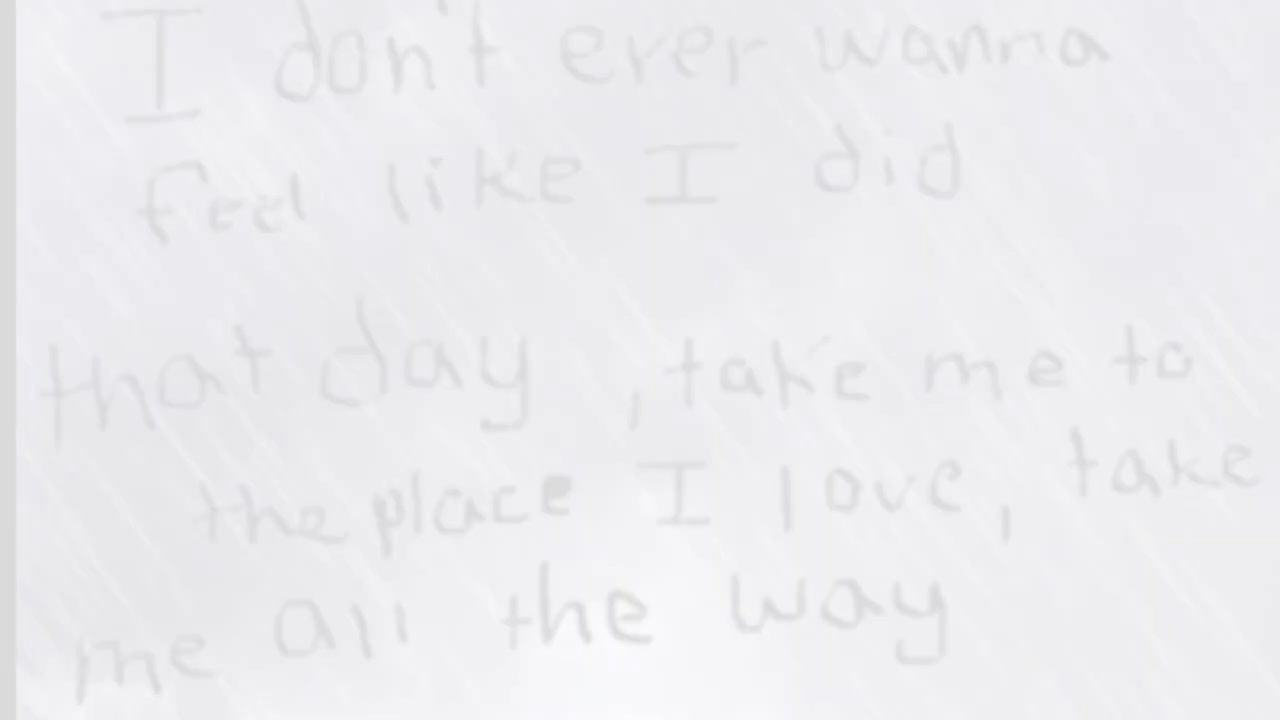 I don't ever wanna
feel like I did
that day, take me to
the place I love, take
me all the way